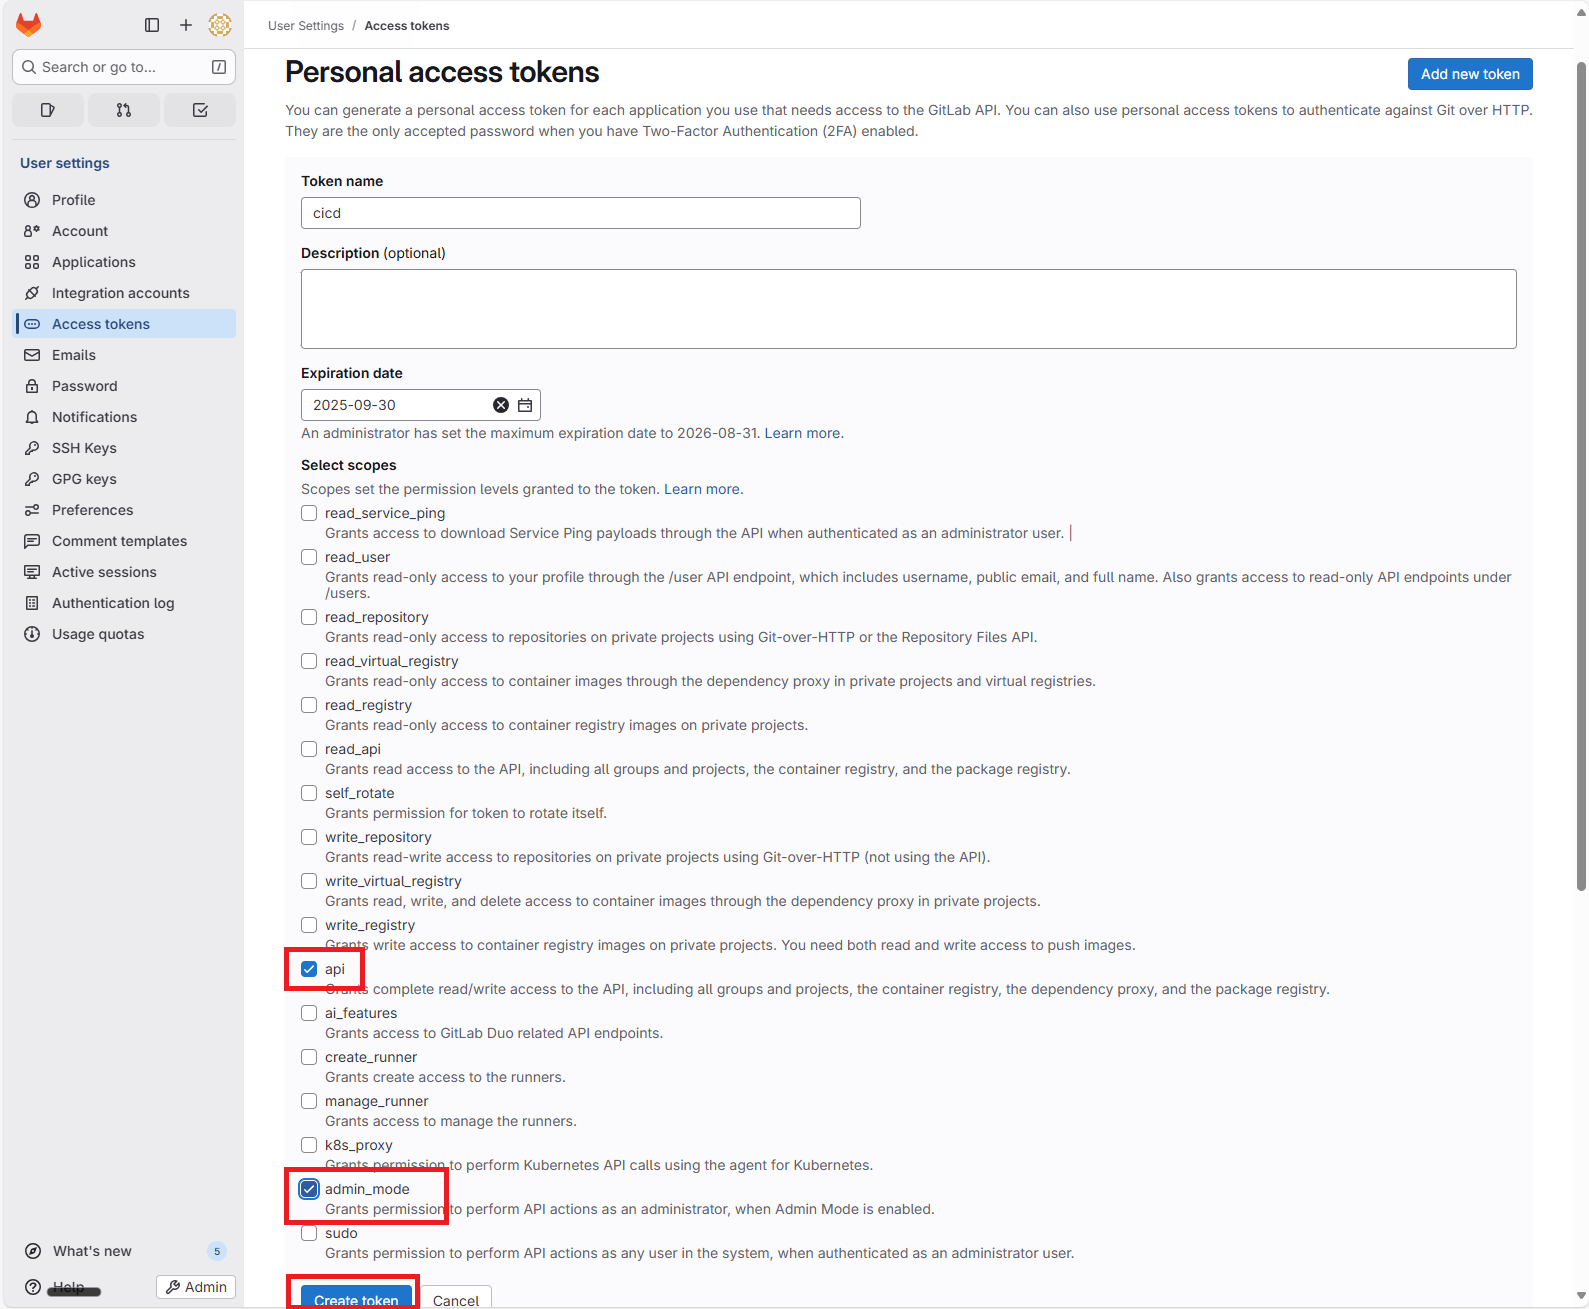 User Settings / Access tokens
Search or go to... /
User settings
Profile
Account
Applications
Integration accounts
Access tokens
Emails
Password
Notifications
SSH Keys
GPG keys
Preferences
Comment templates
Active sessions
Authentication log
Usage quotas
What's new 5
Help
Admin
Personal access tokens
Add new token
You can generate a personal access token for each application you use that needs access to the GitLab API. You can also use personal access tokens to authenticate against Git over HTTP.
They are the only accepted password when you have Two-Factor Authentication (2FA) enabled.
Token name
cicd
Description (optional)
Expiration date
2025-09-30
An administrator has set the maximum expiration date to 2026-08-31. Learn more.
Select scopes
Scopes set the permission levels granted to the token. Learn more.
read_service_ping
Grants access to download Service Ping payloads through the API when authenticated as an administrator user.
read_user
Grants read-only access to your profile through the /user API endpoint, which includes username, public email, and full name. Also grants access to read-only API endpoints under
/users.
read_repository
Grants read-only access to repositories on private projects using Git-over-HTTP or the Repository Files API.
read_virtual_registry
Grants read-only access to container images through the dependency proxy in private projects and virtual registries.
read_registry
Grants read-only access to container registry images on private projects.
read_api
Grants read access to the API, including all groups and projects, the container registry, and the package registry.
self_rotate
Grants permission for token to rotate itself.
write_repository
Grants read-write access to repositories on private projects using Git-over-HTTP (not using the API).
write_virtual_registry
Grants read, write, and delete access to container images through the dependency proxy in private projects.
write_registry
Grants write access to container registry images on private projects. You need both read and write access to push images.
api
Grants complete read/write access to the API, including all groups and projects, the container registry, the dependency proxy, and the package registry.
ai_features
Grants access to GitLab Duo related API endpoints.
create_runner
Grants create access to the runners.
manage_runner
Grants access to manage the runners.
k8s_proxy
Grants permission to perform Kubernetes API calls using the agent for Kubernetes.
admin_mode
Grants permission to perform API actions as an administrator, when Admin Mode is enabled.
sudo
Grants permission to perform API actions as any user in the system, when authenticated as an administrator user.
Create token
Cancel